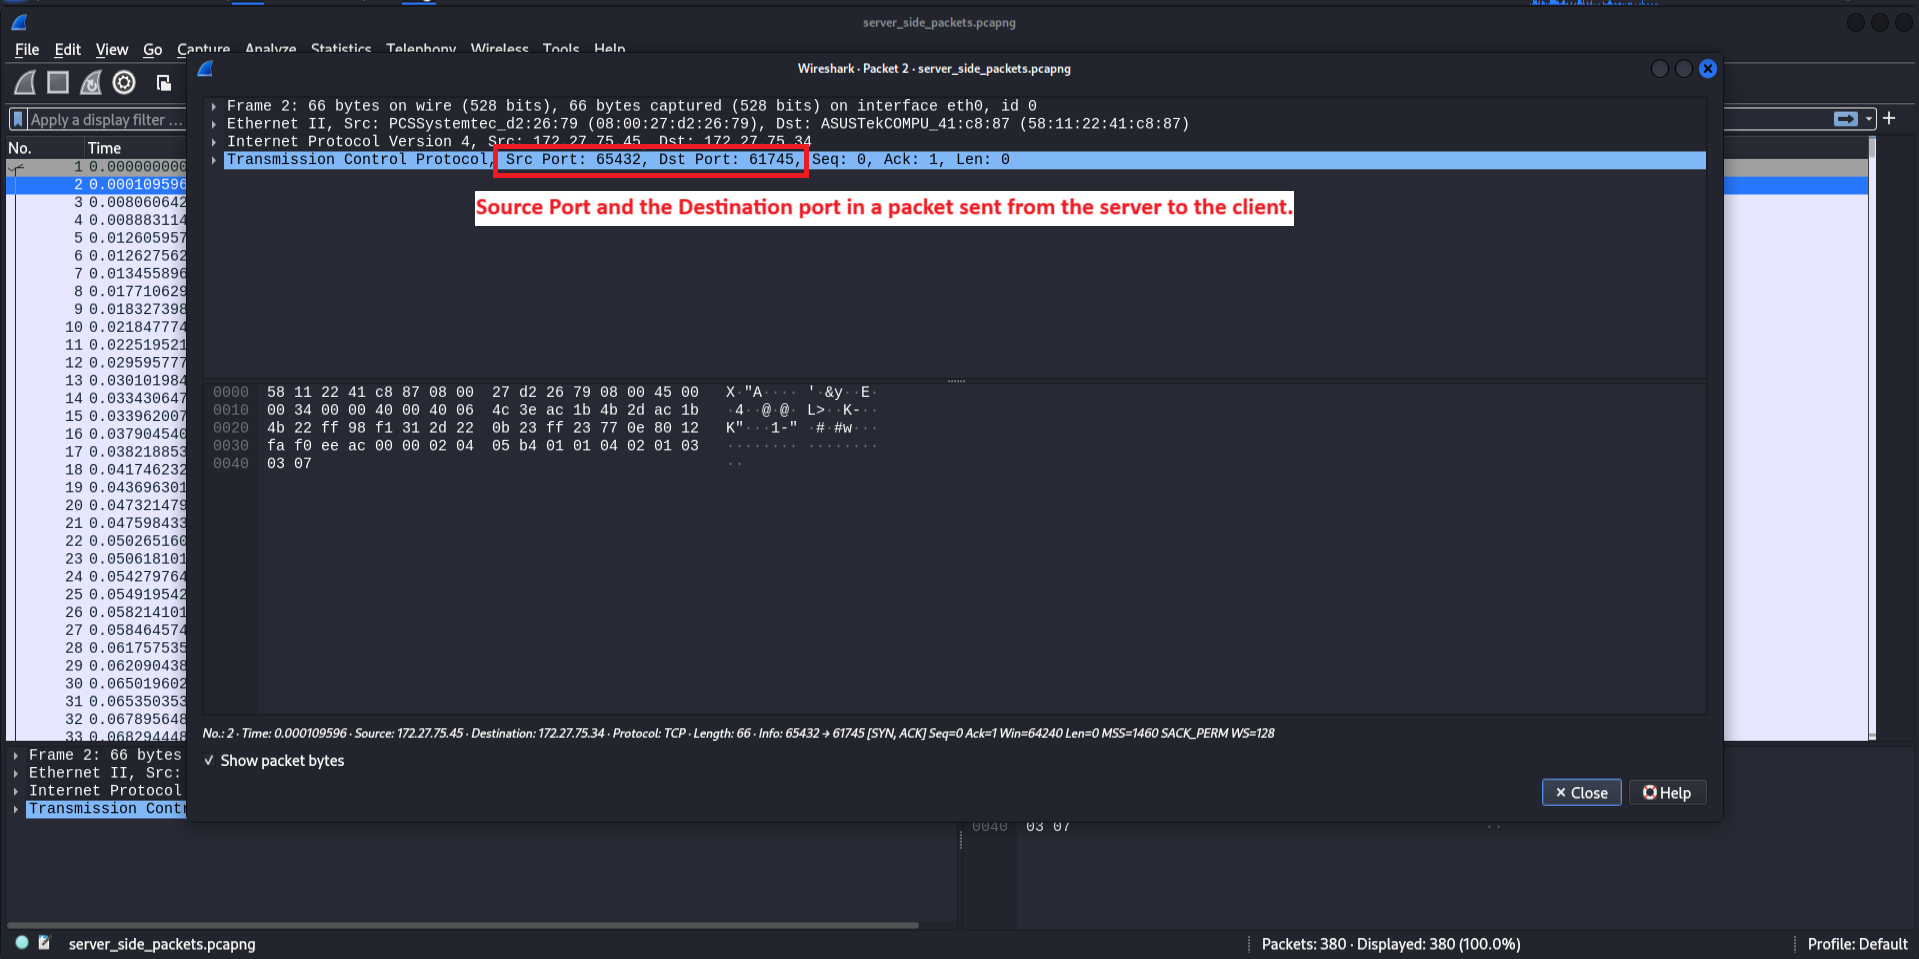 server_side_packets.pcapng
File Edit View Go Capture Analyze Statistics Telephony Wireless Tools Help
Wireshark · Packet 2 · server_side_packets.pcapng
Apply a display filter ...
No. Time
1 0.000000000
2 0.000109596
3 0.008060642
4 0.008883114
5 0.012605957
6 0.012627562
7 0.013455896
8 0.017710629
9 0.018327398
10 0.021847774
11 0.022519521
12 0.029595777
13 0.030101984
14 0.033430647
15 0.033962007
16 0.037904540
17 0.038218853
18 0.041746232
19 0.043696301
20 0.047321479
21 0.047598433
22 0.050265160
23 0.050618101
24 0.054279764
25 0.054919542
26 0.058214101
27 0.058464574
28 0.061757535
29 0.062090438
30 0.065019602
31 0.065350353
32 0.067895648
33 0.068294448
Frame 2: 66 bytes on wire (528 bits), 66 bytes captured (528 bits) on interface eth0, id 0
Ethernet II, Src: PCSSystemtec_d2:26:79 (08:00:27:d2:26:79), Dst: ASUSTekCOMPU_41:c8:87 (58:11:22:41:c8:87)
Internet Protocol Version 4, Src: 172.27.75.45, Dst: 172.27.75.34
Transmission Control Protocol, Src Port: 65432, Dst Port: 61745, Seq: 0, Ack: 1, Len: 0
Source Port and the Destination port in a packet sent from the server to the client.
0000 58 11 22 41 c8 87 08 00 27 d2 26 79 08 00 45 00 X·"A····'·&y··E·
0010 00 34 00 00 40 00 40 06 4c 3e ac 1b 4b 2d ac 1b ·4··@·@·L>··K-··
0020 4b 22 ff 98 f1 31 2d 22 0b 23 ff 23 77 0e 80 12 K"···1-"·#·#w···
0030 fa f0 ee ac 00 00 02 04 05 b4 01 01 04 02 01 03 ················
0040 03 07 ··
No.: 2 · Time: 0.000109596 · Source: 172.27.75.45 · Destination: 172.27.75.34 · Protocol: TCP · Length: 66 · Info: 65432 → 61745 [SYN, ACK] Seq=0 Ack=1 Win=64240 Len=0 MSS=1460 SACK_PERM WS=128
Show packet bytes
Close Help
Frame 2: 66 bytes
Ethernet II, Src:
Internet Protocol
Transmission Cont
0040 03 07 ··
server_side_packets.pcapng
Packets: 380 · Displayed: 380 (100.0%)
Profile: Default